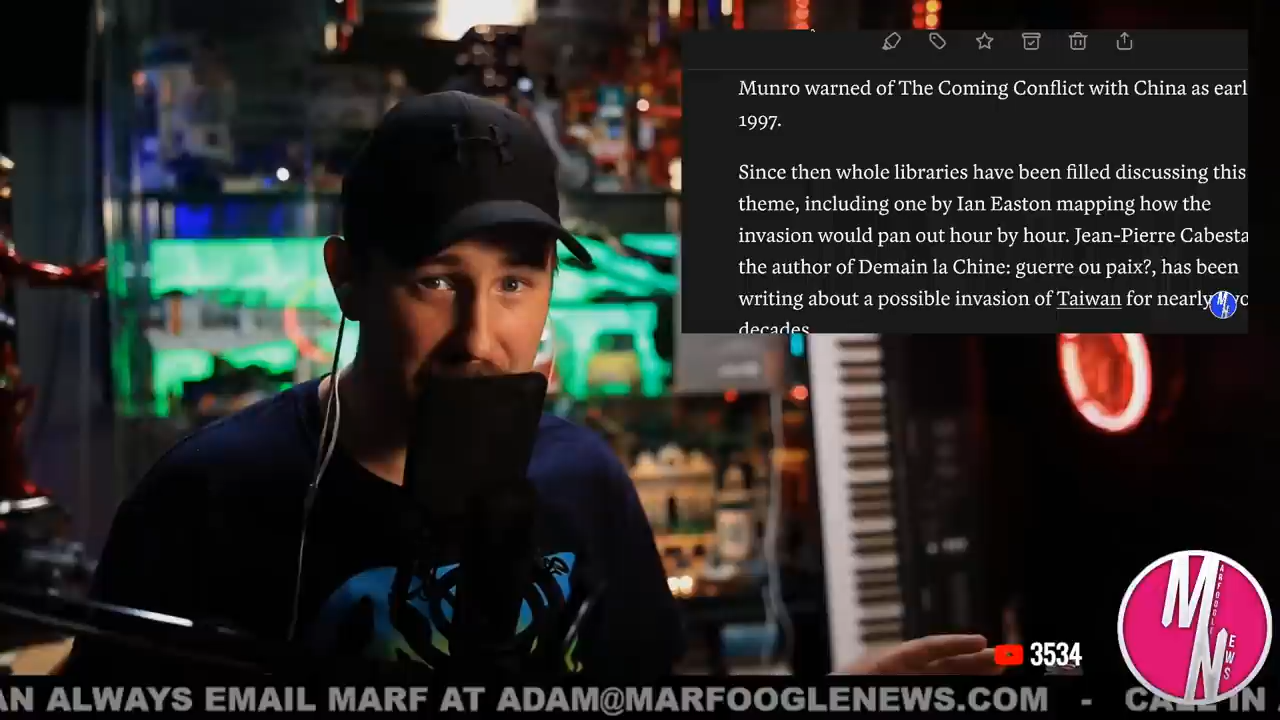 Munro warned of The Coming Conflict with China as earl
1997.
Since then whole libraries have been filled discussing this
theme, including one by Ian Easton mapping how the
invasion would pan out hour by hour. Jean-Pierre Cabesta
the author of Demain la Chine: guerre ou paix?, has been
writing about a possible invasion of Taiwan for nearly
decades
3534
MN
MARFOOGLE
NEWS
AN ALWAYS EMAIL MARF AT ADAM@MARFOOGLENEWS.COM - CALL IN